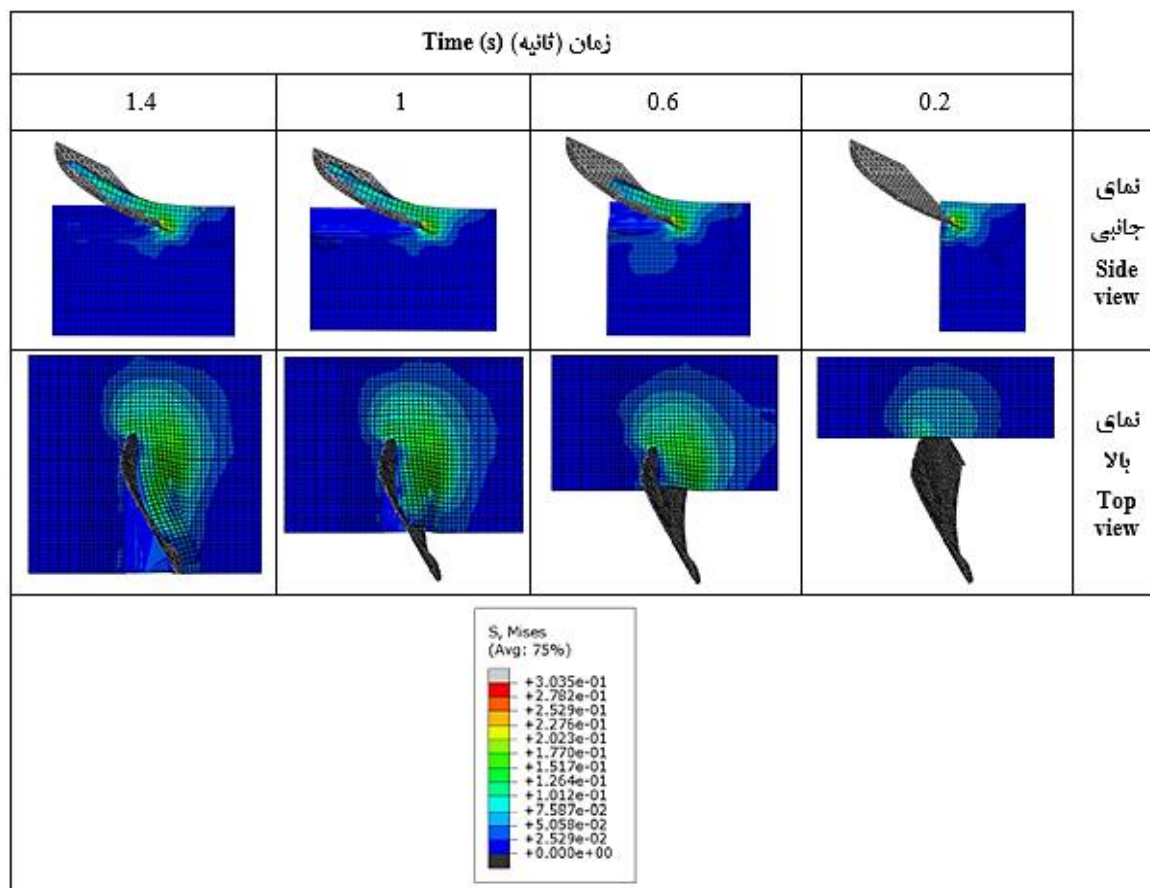 زمان (ثانیه) Time (s)
1.4
1
0.6
0.2
نمای
جانبی
Side
view
نمای
بالا
Top
view
S, Mises
(Avg: 75%)
+3.035e-01
+2.782e-01
+2.529e-01
+2.276e-01
+2.023e-01
+1.770e-01
+1.517e-01
+1.264e-01
+1.012e-01
+7.587e-02
+5.058e-02
+2.529e-02
+0.000e+00